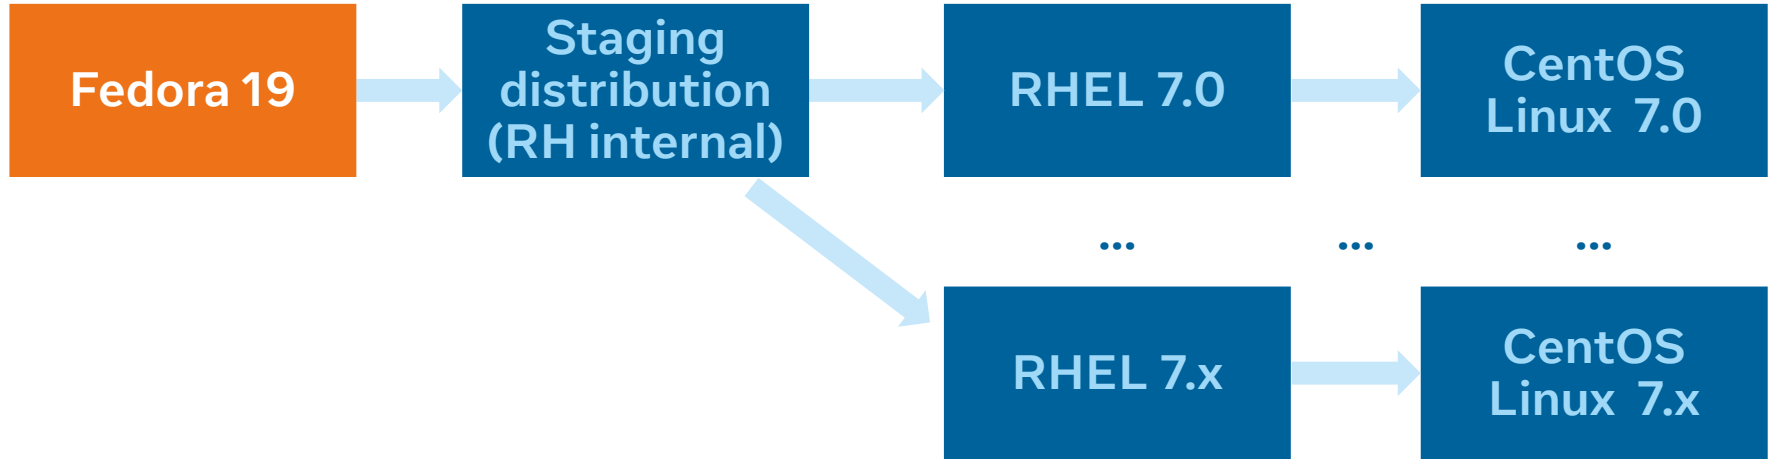 Fedora 19
Staging
distribution
(RH internal)
RHEL 7.0
CentOS
Linux 7.0
...
...
...
RHEL 7.x
CentOS
Linux 7.x